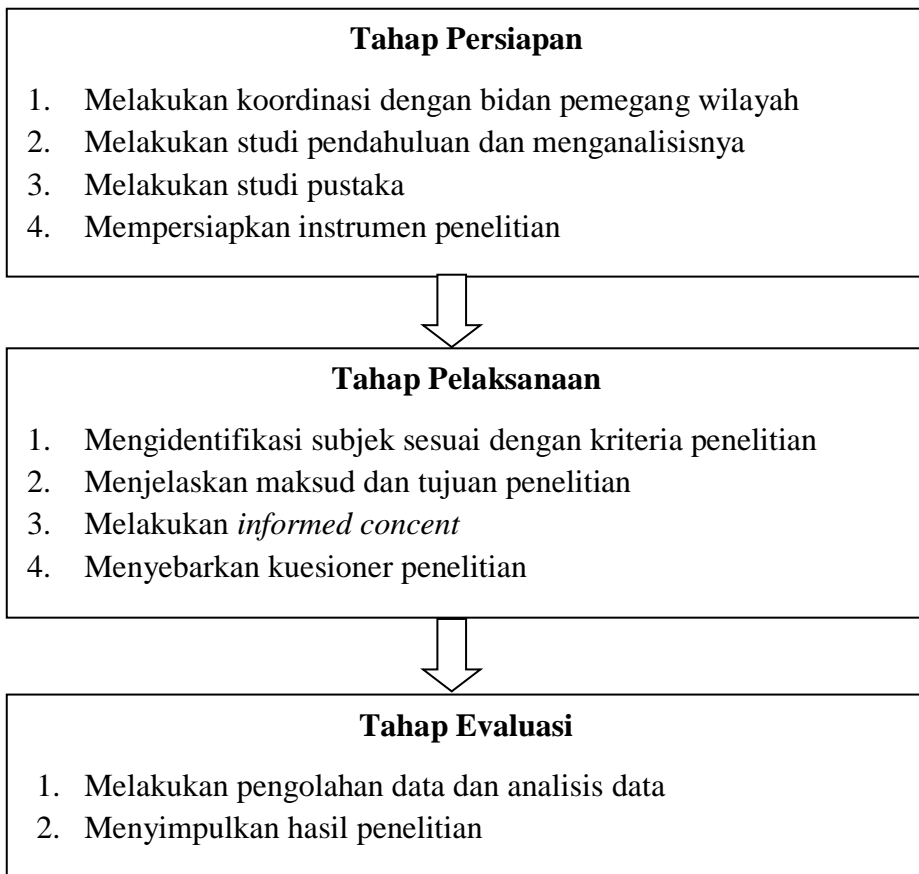 Tahap Persiapan
1. Melakukan koordinasi dengan bidan pemegang wilayah
2. Melakukan studi pendahuluan dan menganalisisnya
3. Melakukan studi pustaka
4. Mempersiapkan instrumen penelitian
Tahap Pelaksanaan
1. Mengidentifikasi subjek sesuai dengan kriteria penelitian
2. Menjelaskan maksud dan tujuan penelitian
3. Melakukan informed concent
4. Menyebarkan kuesioner penelitian
Tahap Evaluasi
1. Melakukan pengolahan data dan analisis data
2. Menyimpulkan hasil penelitian